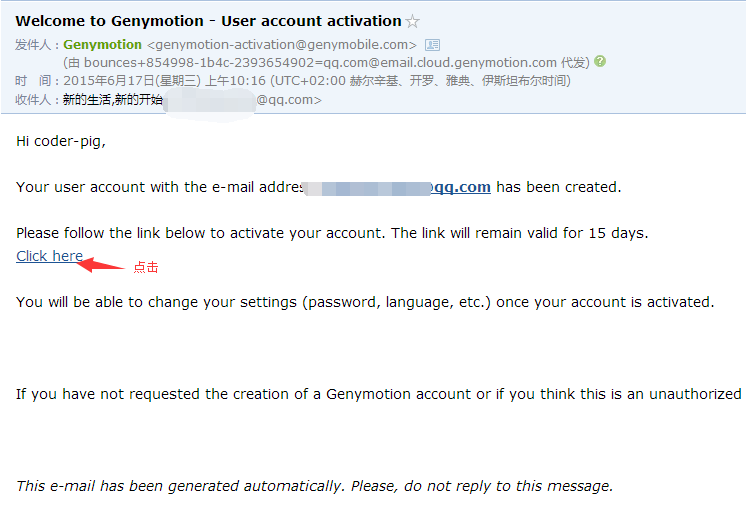 Welcome to Genymotion - User account activation ☆
发件人：Genymotion <genymotion-activation@genymobile.com>
(由 bounces+854998-1b4c-2393654902=qq.com@email.cloud.genymotion.com 代发)
时 间：2015年6月17日(星期三) 上午10:16 (UTC+02:00 赫尔辛基、开罗、雅典、伊斯坦布尔时间)
收件人：新的生活,新的开始 @qq.com>
Hi coder-pig,
Your user account with the e-mail addres qq.com has been created.
Please follow the link below to activate your account. The link will remain valid for 15 days.
Click here
点击
You will be able to change your settings (password, language, etc.) once your account is activated.
If you have not requested the creation of a Genymotion account or if you think this is an unauthorized
This e-mail has been generated automatically. Please, do not reply to this message.